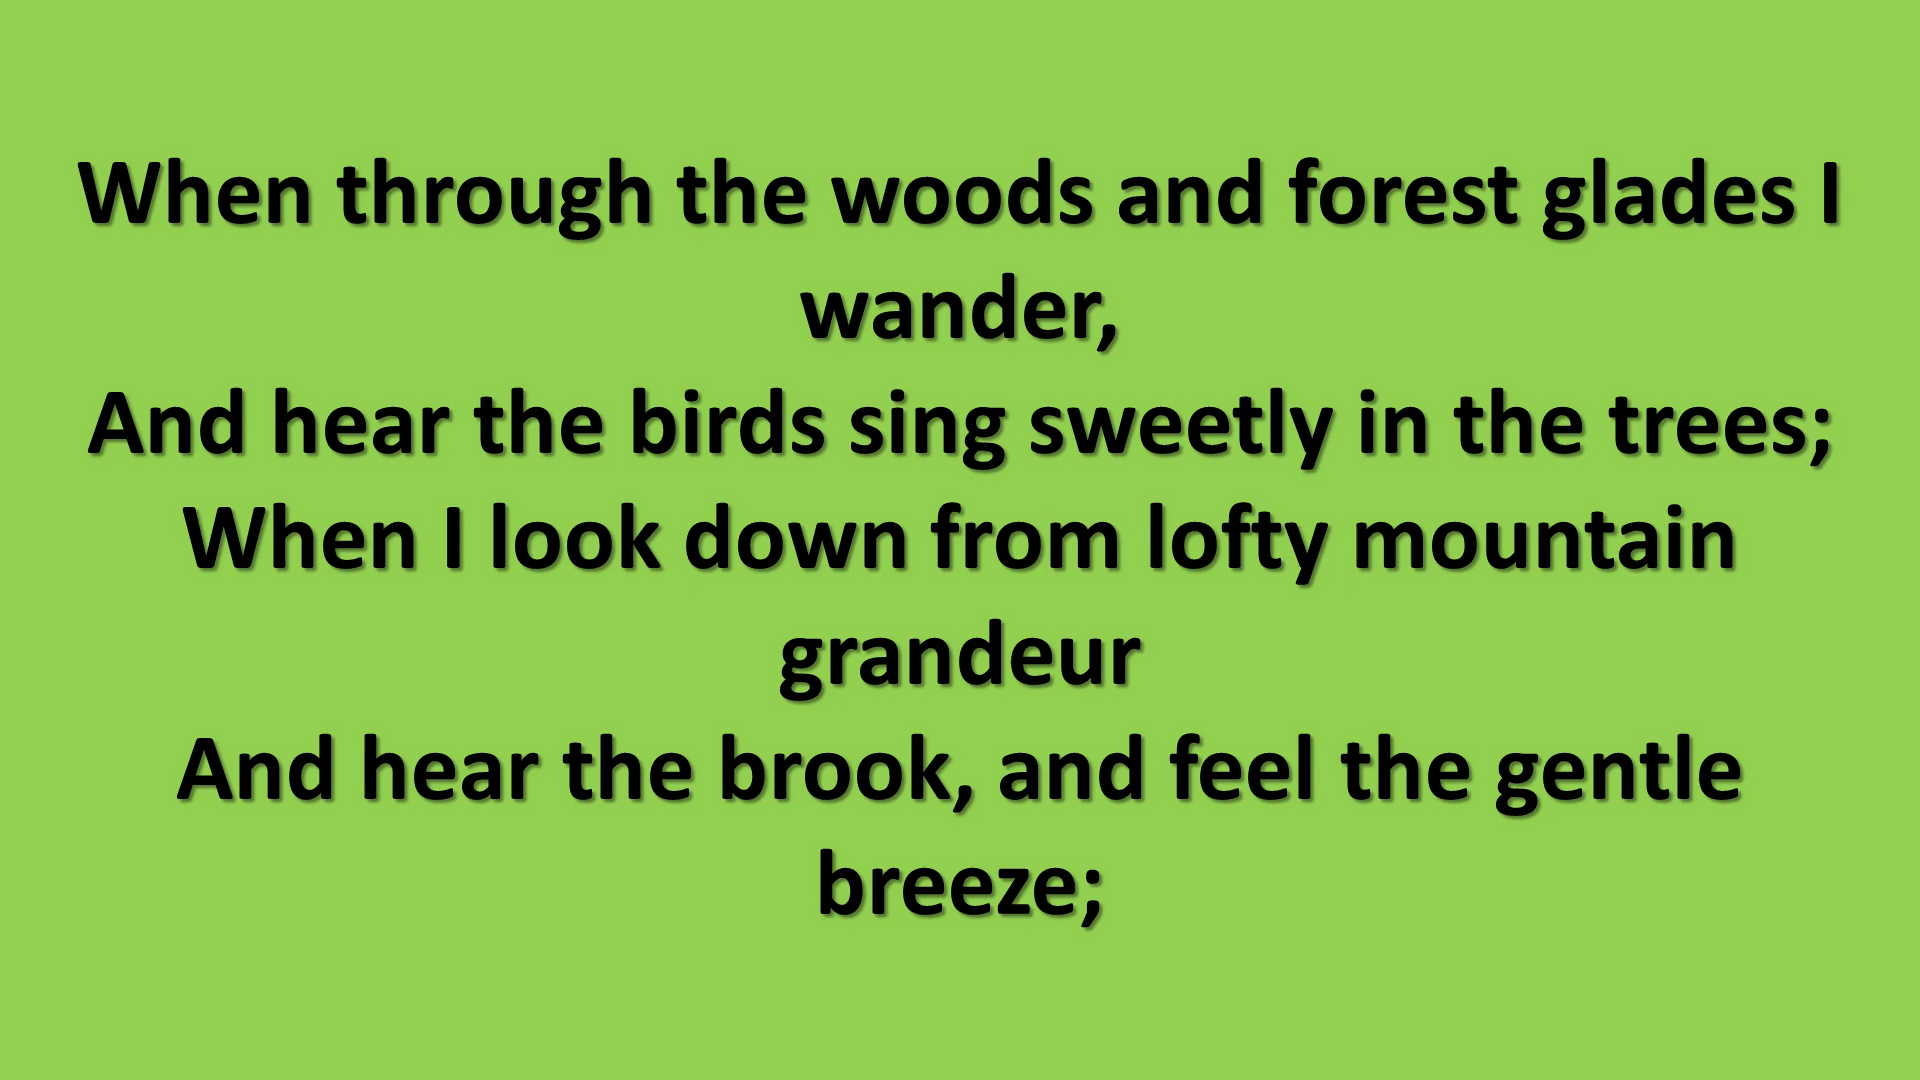 When through the woods and forest glades I
wander,
And hear the birds sing sweetly in the trees;
When I look down from lofty mountain
grandeur
And hear the brook, and feel the gentle
breeze;